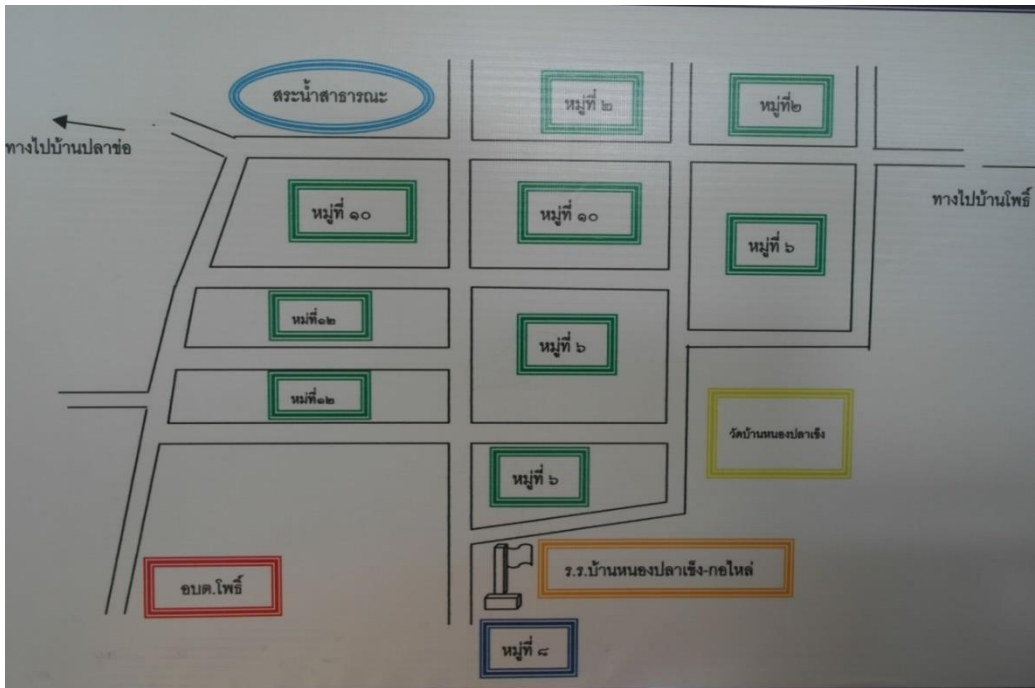 สระน้ำสาธารณะ
หมู่ที่ ๒
หมู่ที่๒
ทางไปบ้านปลาข่อ
ทางไปบ้านโพธิ์
หมู่ที่ ๑๐
หมู่ที่ ๑๐
หมู่ที่ ๖
หมู่ที่๑๒
หมู่ที่ ๖
หมู่ที่๑๒
วัดบ้านหนองปลาเข็ง
หมู่ที่ ๖
อบต.โพธิ์
ร.ร.บ้านหนองปลาเข็ง-กอไหล่
หมู่ที่ ๘